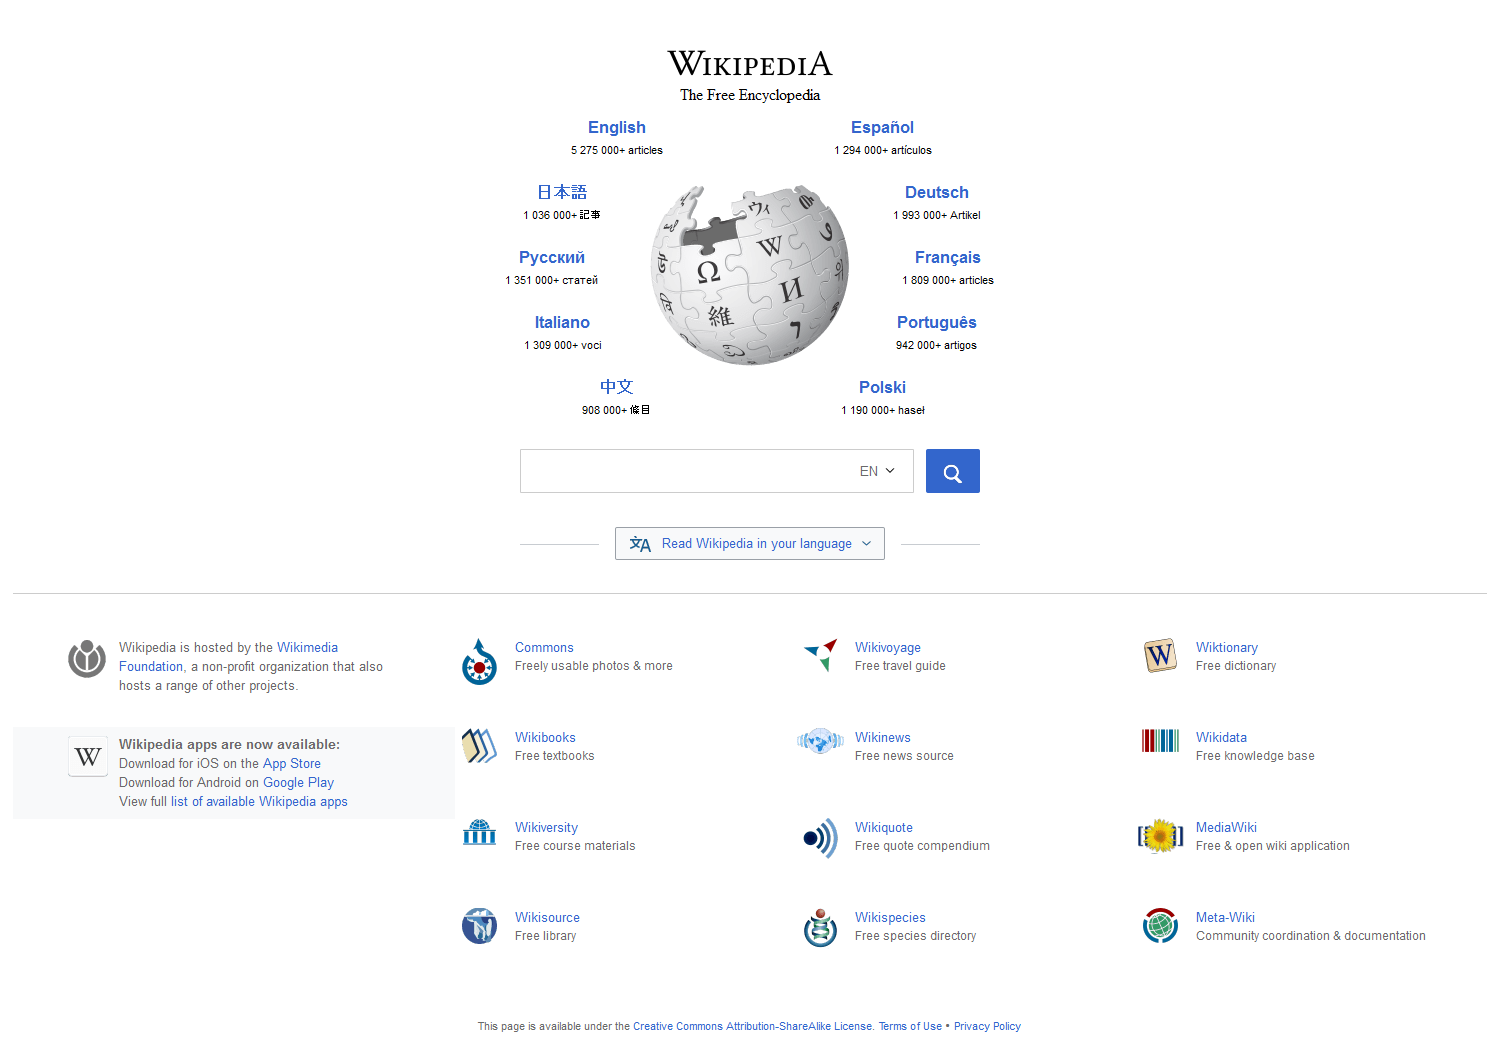 WIKIPEDIA
The Free Encyclopedia
English
5 275 000+ articles
Español
1 294 000+ artículos
日本語
1 036 000+ 記事
Deutsch
1 993 000+ Artikel
Русский
1 351 000+ статей
Français
1 809 000+ articles
Italiano
1 309 000+ voci
Português
942 000+ artigos
中文
908 000+ 條目
Polski
1 190 000+ haseł
Ω
W
И
維
ウィ
EN
文A Read Wikipedia in your language
Wikipedia is hosted by the Wikimedia
Foundation, a non-profit organization that also
hosts a range of other projects.
W
Wikipedia apps are now available:
Download for iOS on the App Store
Download for Android on Google Play
View full list of available Wikipedia apps
Commons
Freely usable photos & more
Wikivoyage
Free travel guide
W
Wiktionary
Free dictionary
Wikibooks
Free textbooks
Wikinews
Free news source
Wikidata
Free knowledge base
Wikiversity
Free course materials
Wikiquote
Free quote compendium
MediaWiki
Free & open wiki application
Wikisource
Free library
Wikispecies
Free species directory
Meta-Wiki
Community coordination & documentation
This page is available under the Creative Commons Attribution-ShareAlike License. Terms of Use • Privacy Policy